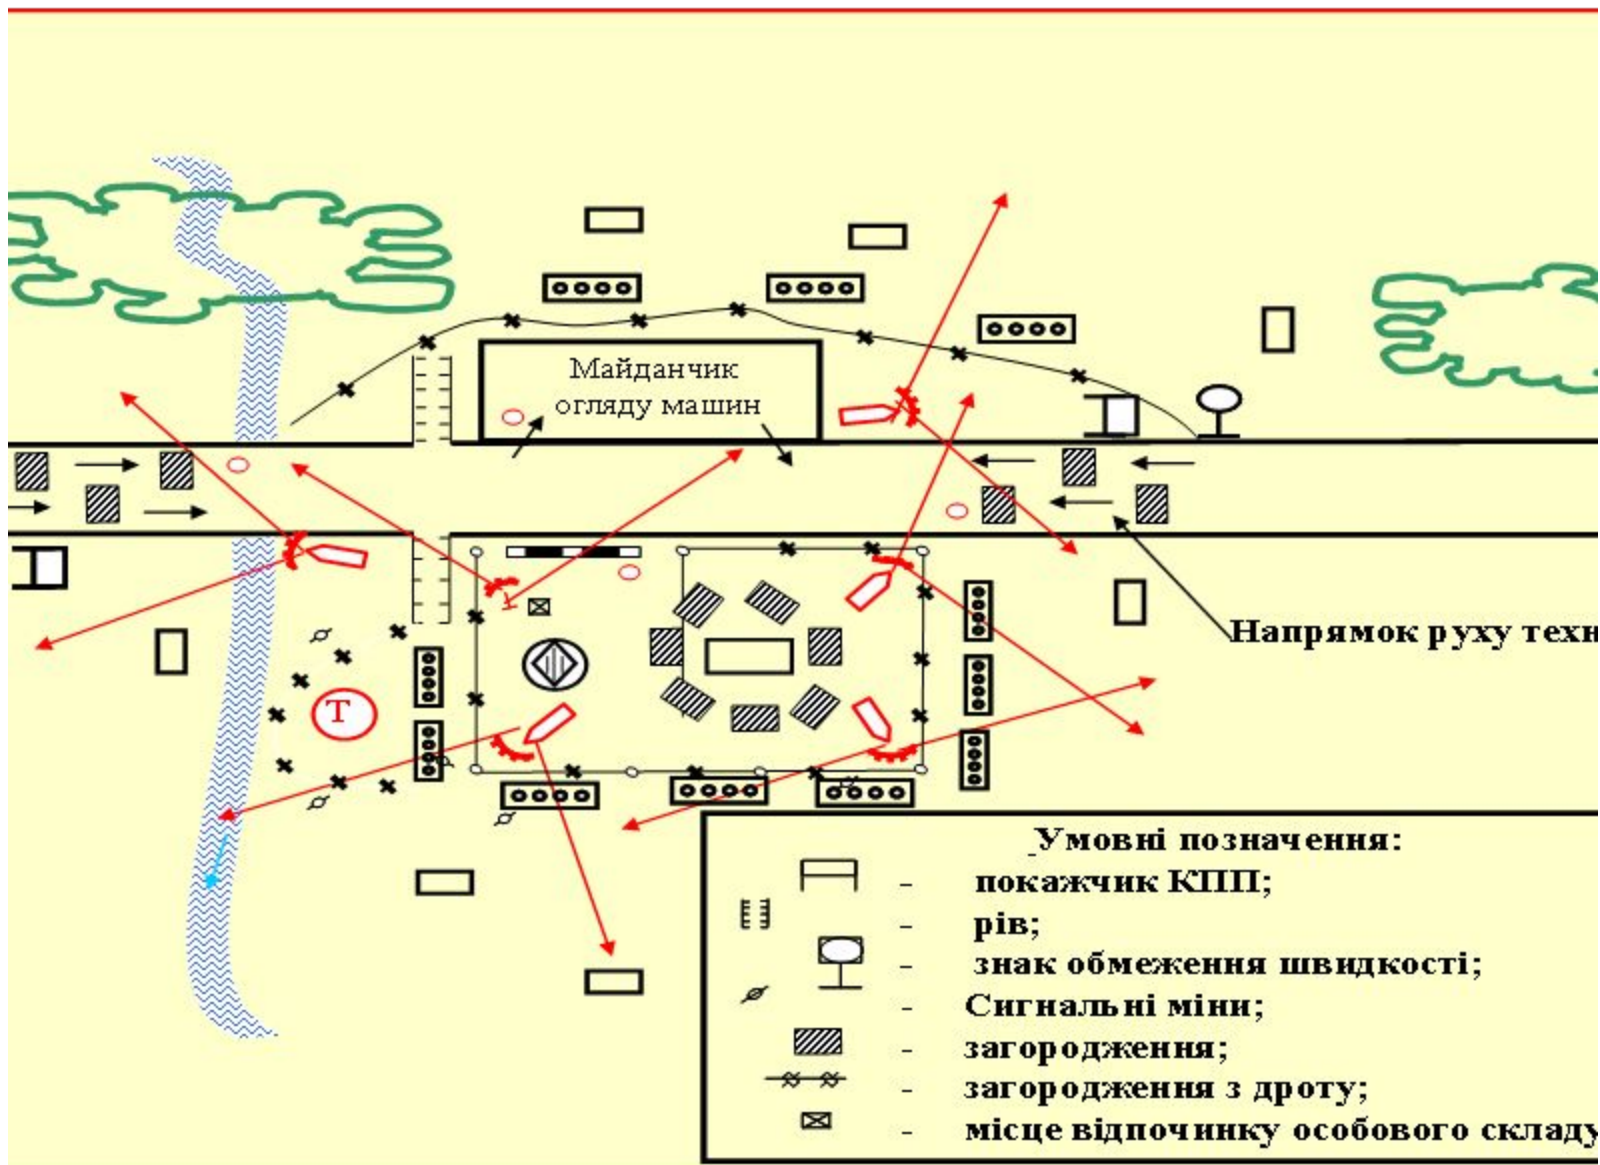 Майданчик
огляду машин
Напрямок руху техн
Т
Умовні позначення:
- покажчик КПП;
- рів;
- знак обмеження швидкості;
- Сигнальні міни;
- загородження;
- загородження з дроту;
- місце відпочинку особового складу